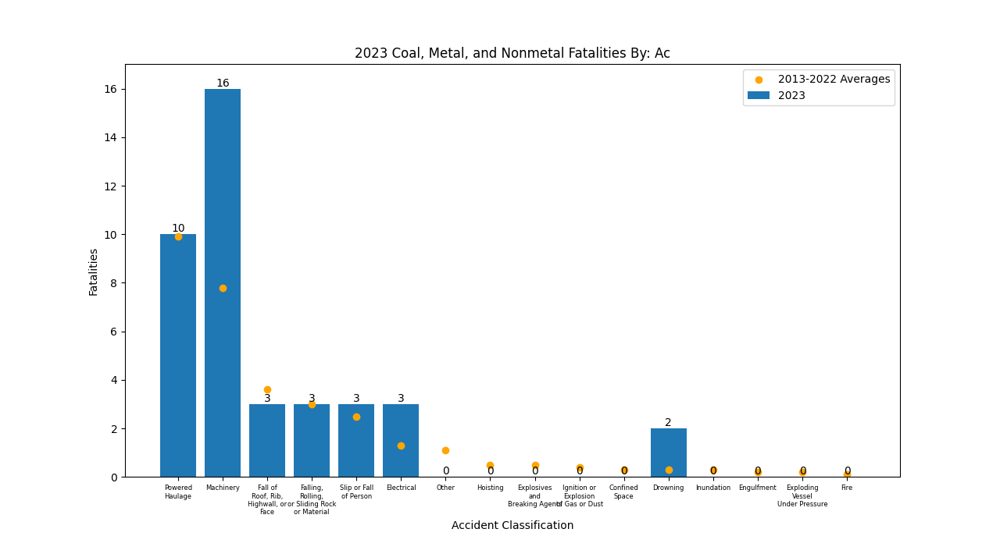 2023 Coal, Metal, and Nonmetal Fatalities By: Ac
2013-2022 Averages
2023
Fatalities
16
14
12
10
8
6
4
2
0
10
16
3
3
3
3
0
0
0
0
0
2
0
0
0
0
Powered
Haulage
Machinery
Fall of
Roof, Rib,
Highwall, or
Face
Falling,
Rolling,
or Sliding Rock
or Material
Slip or Fall
of Person
Electrical
Other
Hoisting
Explosives
and
Breaking Agents
Ignition or
Explosion
of Gas or Dust
Confined
Space
Drowning
Inundation
Engulfment
Exploding
Vessel
Under Pressure
Fire
Accident Classification